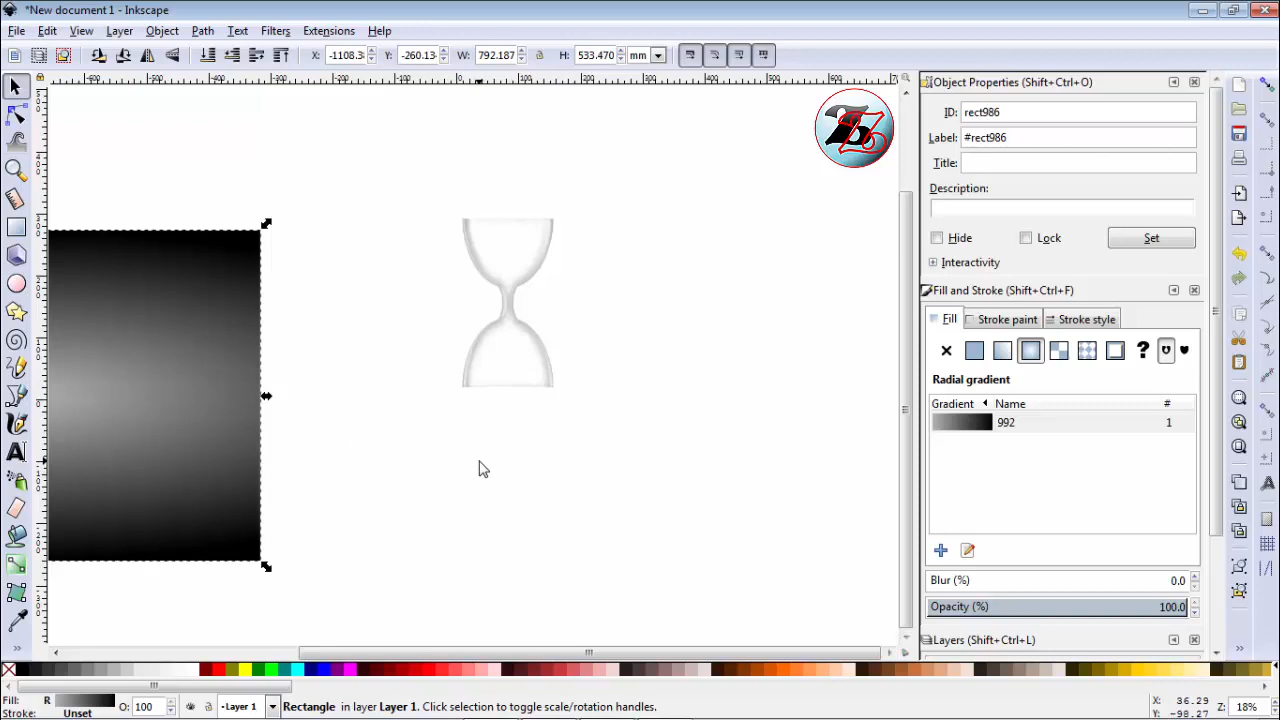 *New document1 - Inkscape
File Edit View Layer Object Path Text Filters Extensions Help
X: -1108.3 Y: -260.13 W: 792.187 H: 533.470 mm
Object Properties (Shift+Ctrl+O)
ID: rect986
Label: #rect986
Title:
Description:
Hide Lock Set
Interactivity
Fill and Stroke (Shift+Ctrl+F)
Fill Stroke paint Stroke style
Radial gradient
Gradient Name #
992 1
Blur (%) 0.0
Opacity (%) 100.0
Layers (Shift+Ctrl+L)
Fill: R O: 100 Layer 1 Rectangle in layer Layer 1. Click selection to toggle scale/rotation handles. X: 36.29 Z: 18%
Stroke: Unset Y: -98.27